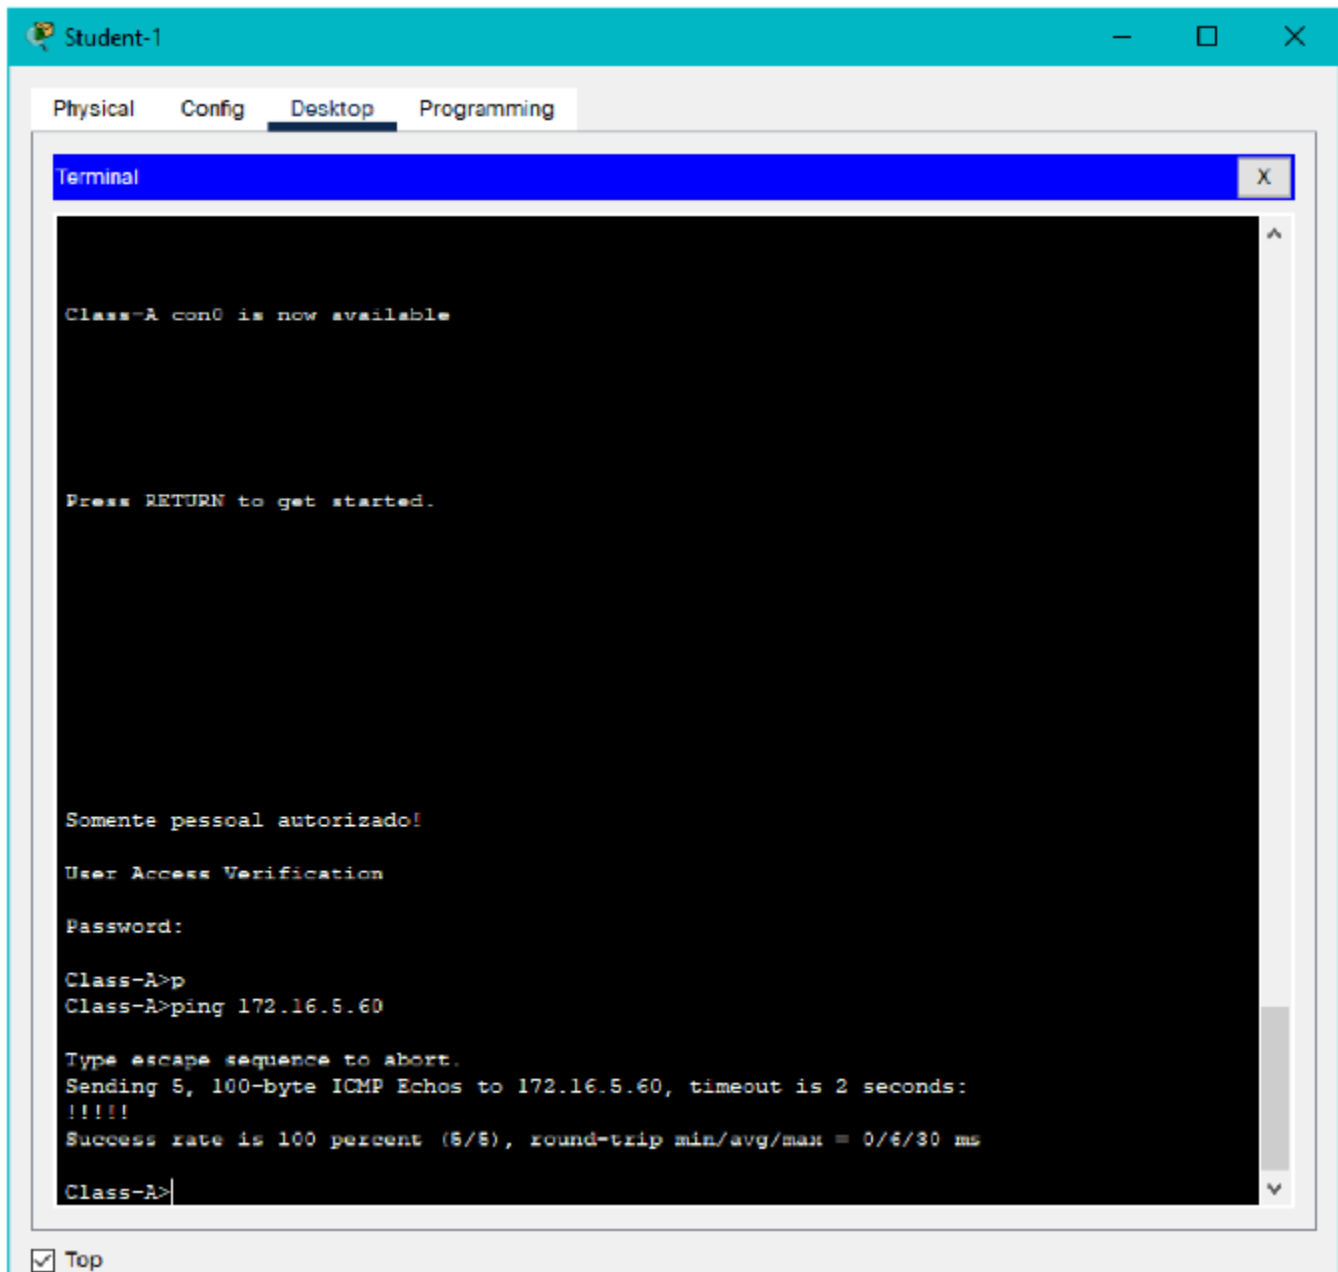 Student-1
Physical Config Desktop Programming
Terminal
X
Class-A con0 is now available
Press RETURN to get started.
Somente pessoal autorizado!
User Access Verification
Password:
Class-A>p
Class-A>ping 172.16.5.60
Type escape sequence to abort.
Sending 5, 100-byte ICMP Echos to 172.16.5.60, timeout is 2 seconds:
!!!!!
Success rate is 100 percent (5/5), round-trip min/avg/max = 0/6/30 ms
Class-A>
Top